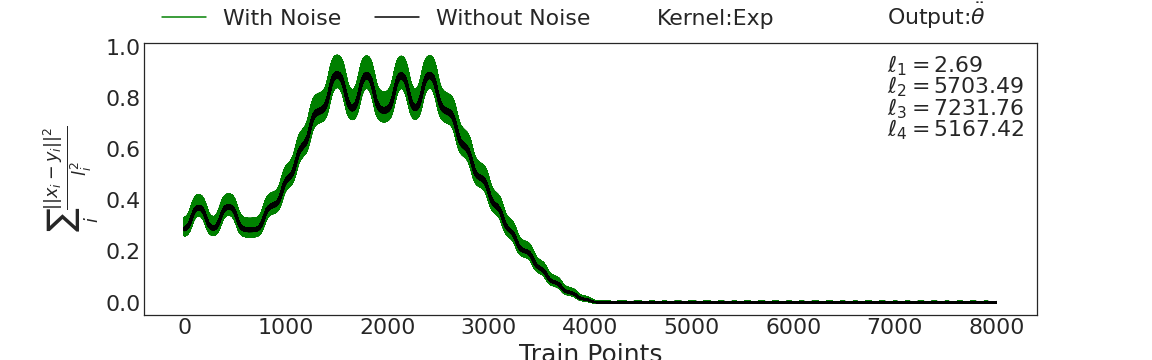 With Noise Without Noise Kernel:Exp Output:θ̈
ℓ₁ = 2.69
ℓ₂ = 5703.49
ℓ₃ = 7231.76
ℓ₄ = 5167.42
∑ᵢ ||xᵢ − yᵢ||² / lᵢ²
1.0
0.8
0.6
0.4
0.2
0.0
0 1000 2000 3000 4000 5000 6000 7000 8000
Train Points